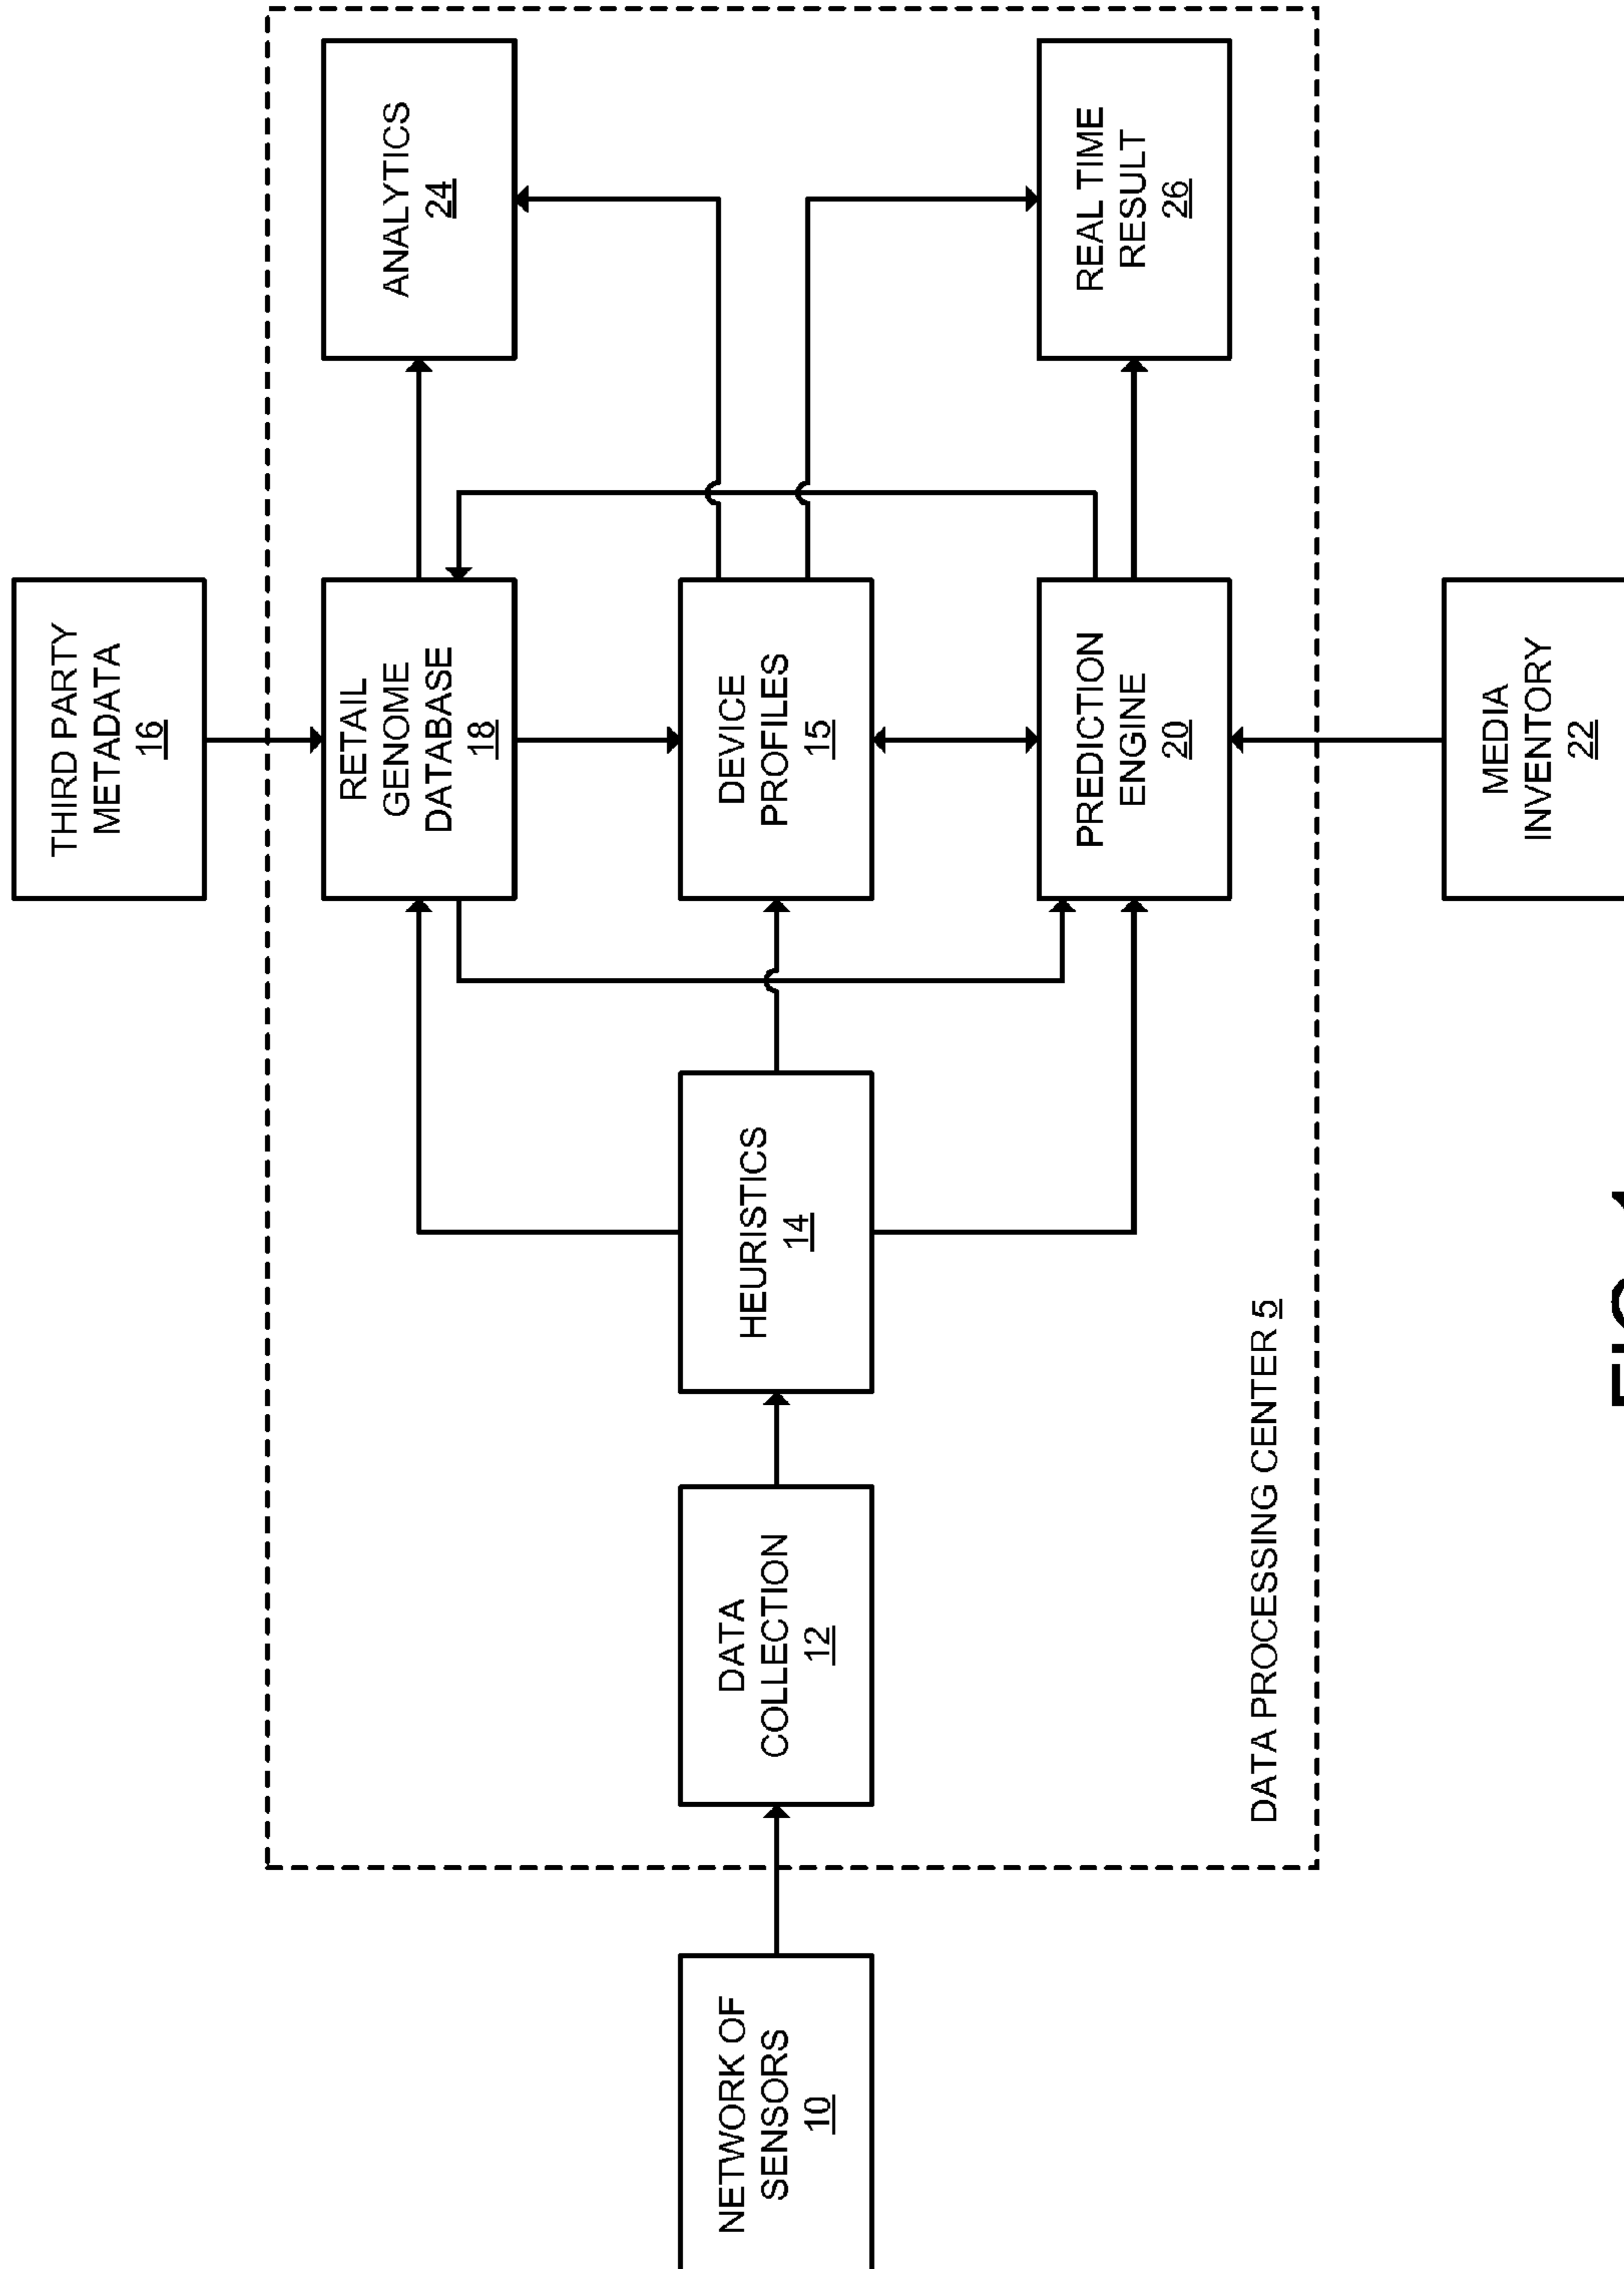 THIRD PARTY
METADATA
16
RETAIL
GENOME
DATABASE
18
ANALYTICS
24
NETWORK OF
SENSORS
10
DATA
COLLECTION
12
HEURISTICS
14
DEVICE
PROFILES
15
PREDICTION
ENGINE
20
REAL TIME
RESULT
26
DATA PROCESSING CENTER 5
MEDIA
INVENTORY
22